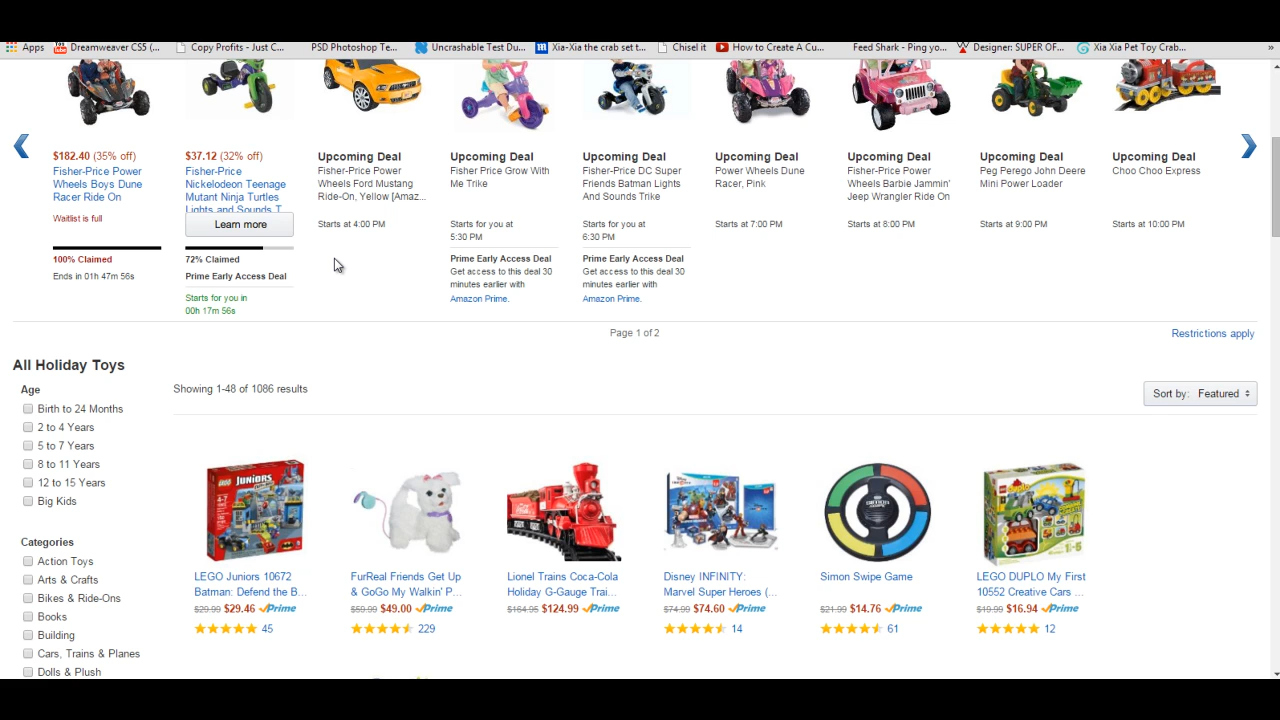 Apps
Dreamweaver CS5 (...
Copy Profits - Just C...
PSD Photoshop Te...
Uncrashable Test Du...
Xia-Xia the crab set t...
Chisel it
How to Create A Cu...
Feed Shark - Ping yo...
Designer: SUPER OF...
Xia Xia Pet Toy Crab...
»
$182.40 (35% off)
Fisher-Price Power
Wheels Boys Dune
Racer Ride On
Waitlist is full
100% Claimed
Ends in 01h 47m 56s
$37.12 (32% off)
Fisher-Price
Nickelodeon Teenage
Mutant Ninja Turtles
Lights and Sounds T
Learn more
72% Claimed
Prime Early Access Deal
Starts for you in
00h 17m 56s
Upcoming Deal
Fisher-Price Power
Wheels Ford Mustang
Ride-On, Yellow [Amaz...
Starts at 4:00 PM
Upcoming Deal
Fisher Price Grow With
Me Trike
Starts for you at
5:30 PM
Prime Early Access Deal
Get access to this deal 30
minutes earlier with
Amazon Prime.
Upcoming Deal
Fisher-Price DC Super
Friends Batman Lights
And Sounds Trike
Starts for you at
6:30 PM
Prime Early Access Deal
Get access to this deal 30
minutes earlier with
Amazon Prime.
Upcoming Deal
Power Wheels Dune
Racer, Pink
Starts at 7:00 PM
Upcoming Deal
Fisher-Price Power
Wheels Barbie Jammin'
Jeep Wrangler Ride On
Starts at 8:00 PM
Upcoming Deal
Peg Perego John Deere
Mini Power Loader
Starts at 9:00 PM
Upcoming Deal
Choo Choo Express
Starts at 10:00 PM
Page 1 of 2
Restrictions apply
All Holiday Toys
Age
Birth to 24 Months
2 to 4 Years
5 to 7 Years
8 to 11 Years
12 to 15 Years
Big Kids
Categories
Action Toys
Arts & Crafts
Bikes & Ride-Ons
Books
Building
Cars, Trains & Planes
Dolls & Plush
Showing 1-48 of 1086 results
Sort by: Featured
JUNIORS
LEGO Juniors 10672
Batman: Defend the B...
$29.99 $29.46 Prime
45
FurReal Friends Get Up
& GoGo My Walkin' P...
$59.99 $49.00 Prime
229
Lionel Trains Coca-Cola
Holiday G-Gauge Trai...
$164.95 $124.99 Prime
Disney INFINITY:
Marvel Super Heroes (...
$74.99 $74.60 Prime
14
Simon Swipe Game
$21.99 $14.76 Prime
61
LEGO DUPLO My First
10552 Creative Cars ...
$19.99 $16.94 Prime
12